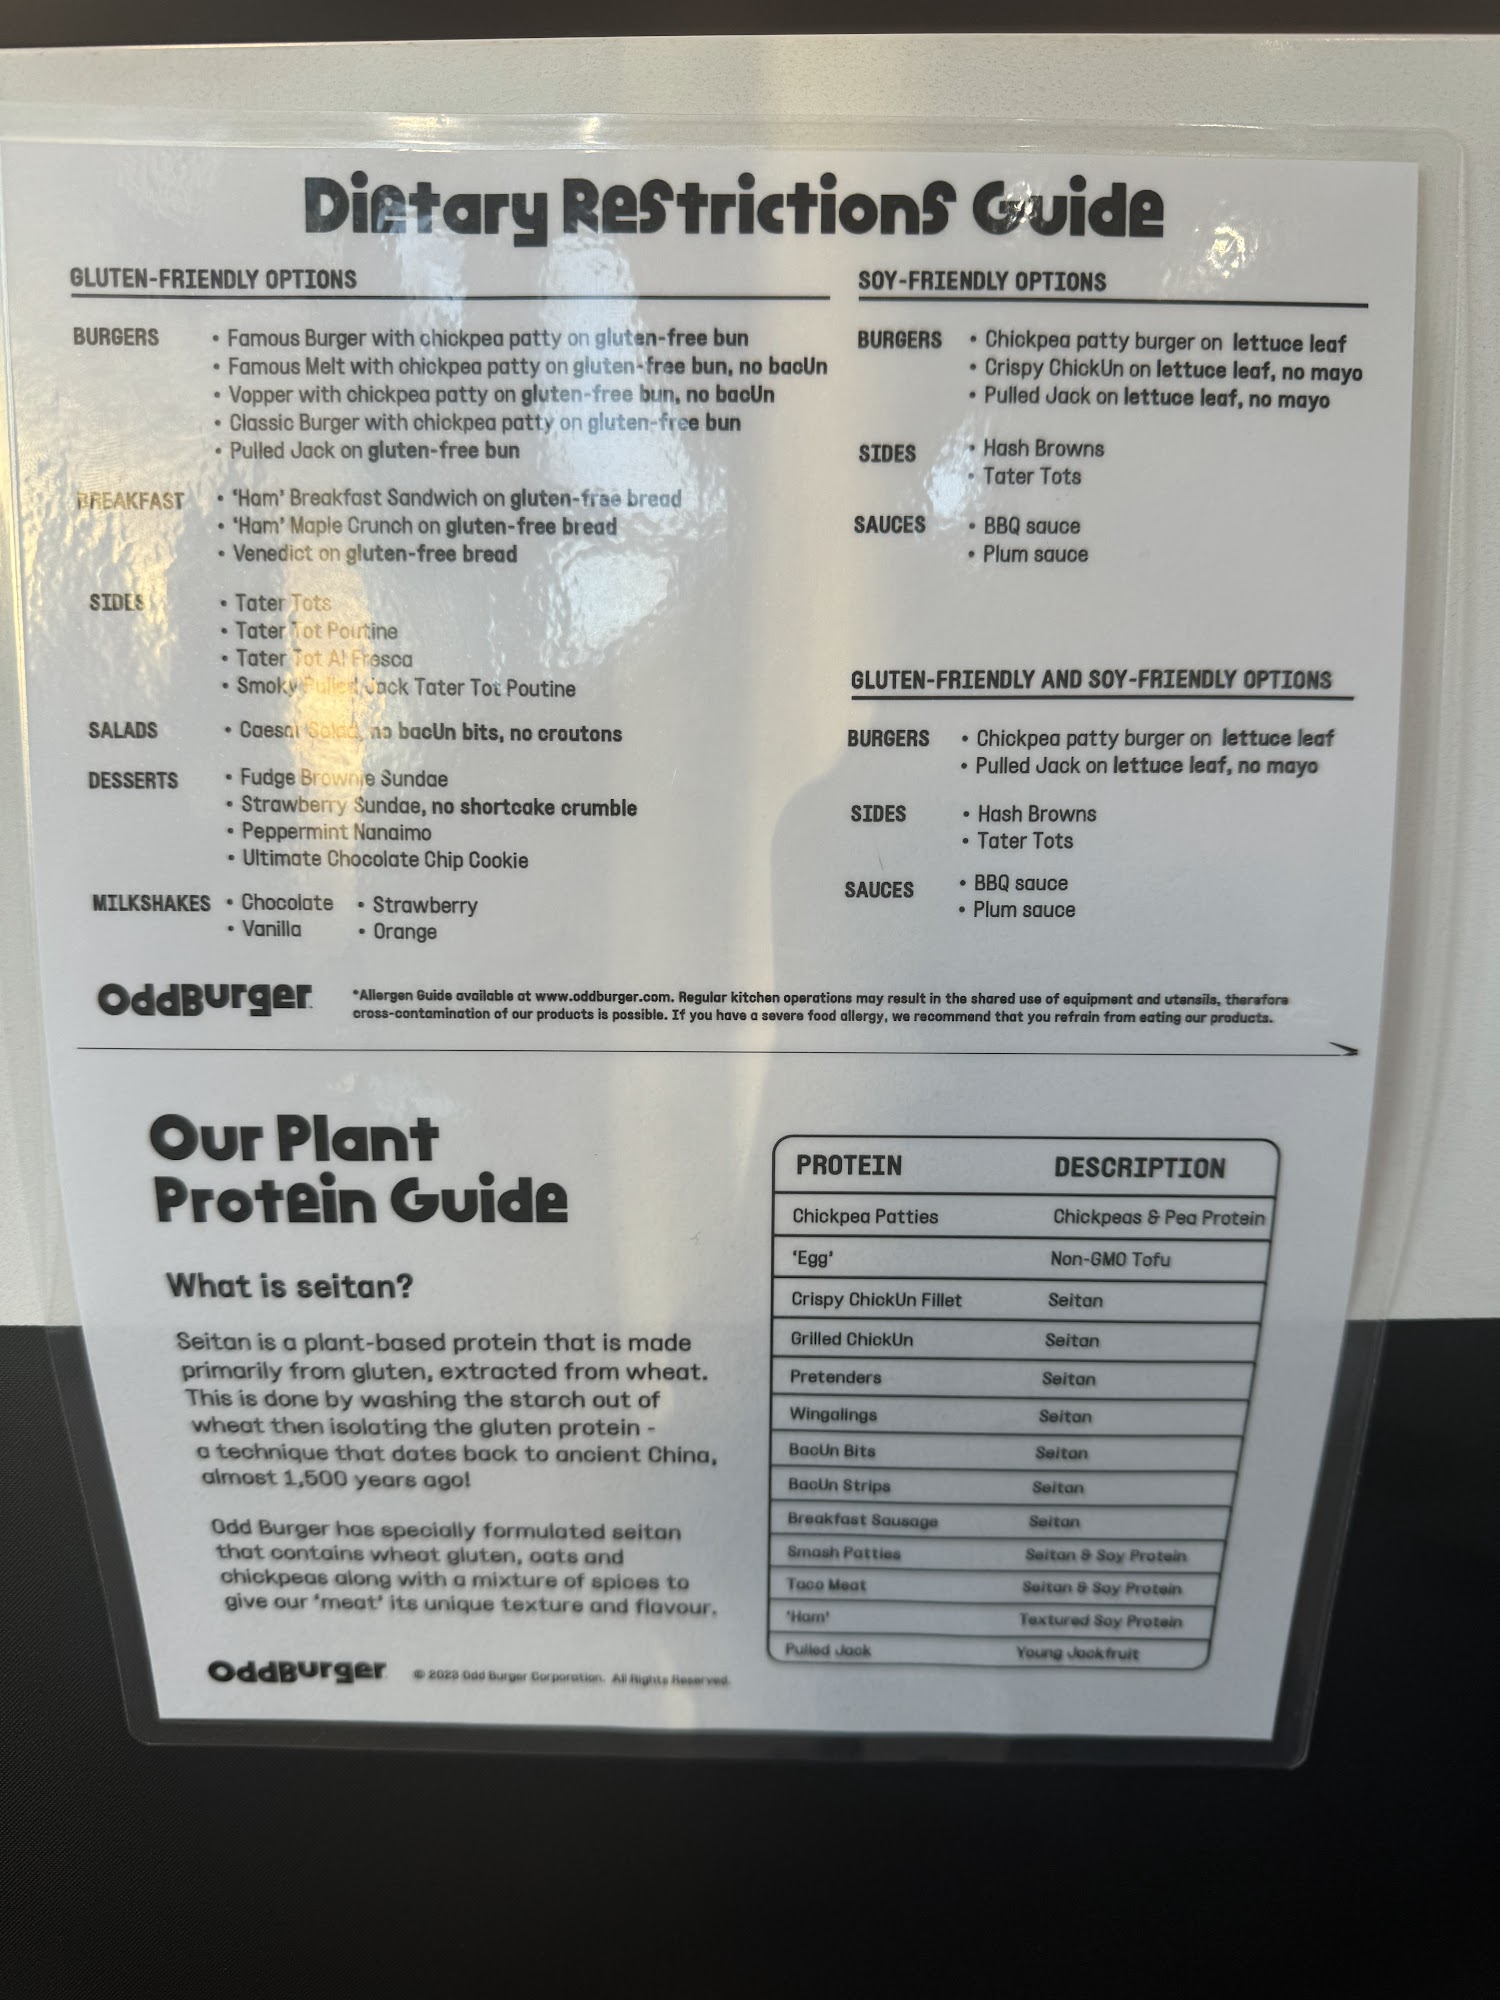 Dietary Restrictions Guide
GLUTEN-FRIENDLY OPTIONS
BURGERS
• Famous Burger with chickpea patty on gluten-free bun
• Famous Melt with chickpea patty on gluten-free bun, no bacUn
• Vopper with chickpea patty on gluten-free bun, no bacUn
• Classic Burger with chickpea patty on gluten-free bun
• Pulled Jack on gluten-free bun
BREAKFAST
• 'Ham' Breakfast Sandwich on gluten-free bread
• 'Ham' Maple Crunch on gluten-free bread
• Venedict on gluten-free bread
SIDES
• Tater Tots
• Tater Tot Poutine
• Tater Tot Al Fresca
• Smoky Pulled Jack Tater Tot Poutine
SALADS
• Caesar Salad, no bacUn bits, no croutons
DESSERTS
• Fudge Brownie Sundae
• Strawberry Sundae, no shortcake crumble
• Peppermint Nanaimo
• Ultimate Chocolate Chip Cookie
MILKSHAKES
• Chocolate • Strawberry
• Vanilla • Orange
SOY-FRIENDLY OPTIONS
BURGERS
• Chickpea patty burger on lettuce leaf
• Crispy ChickUn on lettuce leaf, no mayo
• Pulled Jack on lettuce leaf, no mayo
SIDES
• Hash Browns
• Tater Tots
SAUCES
• BBQ sauce
• Plum sauce
GLUTEN-FRIENDLY AND SOY-FRIENDLY OPTIONS
BURGERS
• Chickpea patty burger on lettuce leaf
• Pulled Jack on lettuce leaf, no mayo
SIDES
• Hash Browns
• Tater Tots
SAUCES
• BBQ sauce
• Plum sauce
OddBurger
*Allergen Guide available at www.oddburger.com. Regular kitchen operations may result in the shared use of equipment and utensils, therefore
cross-contamination of our products is possible. If you have a severe food allergy, we recommend that you refrain from eating our products.
Our Plant
Protein Guide
What is seitan?
Seitan is a plant-based protein that is made
primarily from gluten, extracted from wheat.
This is done by washing the starch out of
wheat then isolating the gluten protein -
a technique that dates back to ancient China,
almost 1,500 years ago!
Odd Burger has specially formulated seitan
that contains wheat gluten, oats and
chickpeas along with a mixture of spices to
give our 'meat' its unique texture and flavour.
OddBurger
© 2023 Odd Burger Corporation. All Rights Reserved.
PROTEIN DESCRIPTION
Chickpea Patties Chickpeas & Pea Protein
'Egg' Non-GMO Tofu
Crispy ChickUn Fillet Seitan
Grilled ChickUn Seitan
Pretenders Seitan
Wingalings Seitan
BacUn Bits Seitan
BacUn Strips Seitan
Breakfast Sausage Seitan
Smash Patties Seitan & Soy Protein
Taco Meat Seitan & Soy Protein
'Ham' Textured Soy Protein
Pulled Jack Young Jackfruit